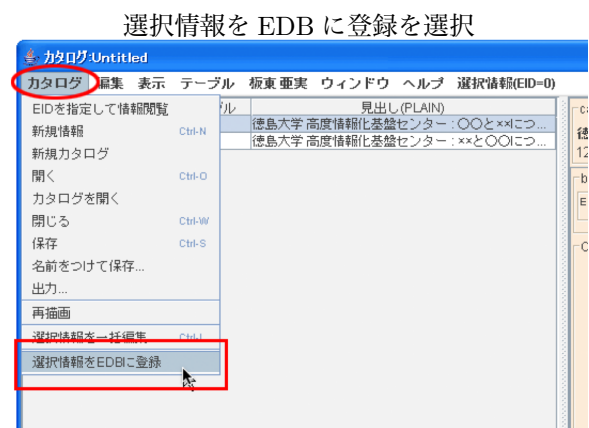 選択情報を EDB に登録を選択
カタログ:Untitled
カタログ 編集 表示 テーブル 板東 亜実 ウィンドウ ヘルプ 選択情報(EID=0)
EIDを指定して情報閲覧
新規情報 Ctrl-N
新規カタログ
開く Ctrl-O
カタログを開く
閉じる Ctrl-W
保存 Ctrl-S
名前をつけて保存...
出力...
再描画
選択情報を一括編集 Ctrl-I
選択情報をEDBに登録
ル 見出し(PLAIN)
徳島大学 高度情報化基盤センター : 〇〇と××につ...
徳島大学 高度情報化基盤センター : ××と〇〇につ...
ca
徳
12
b
E